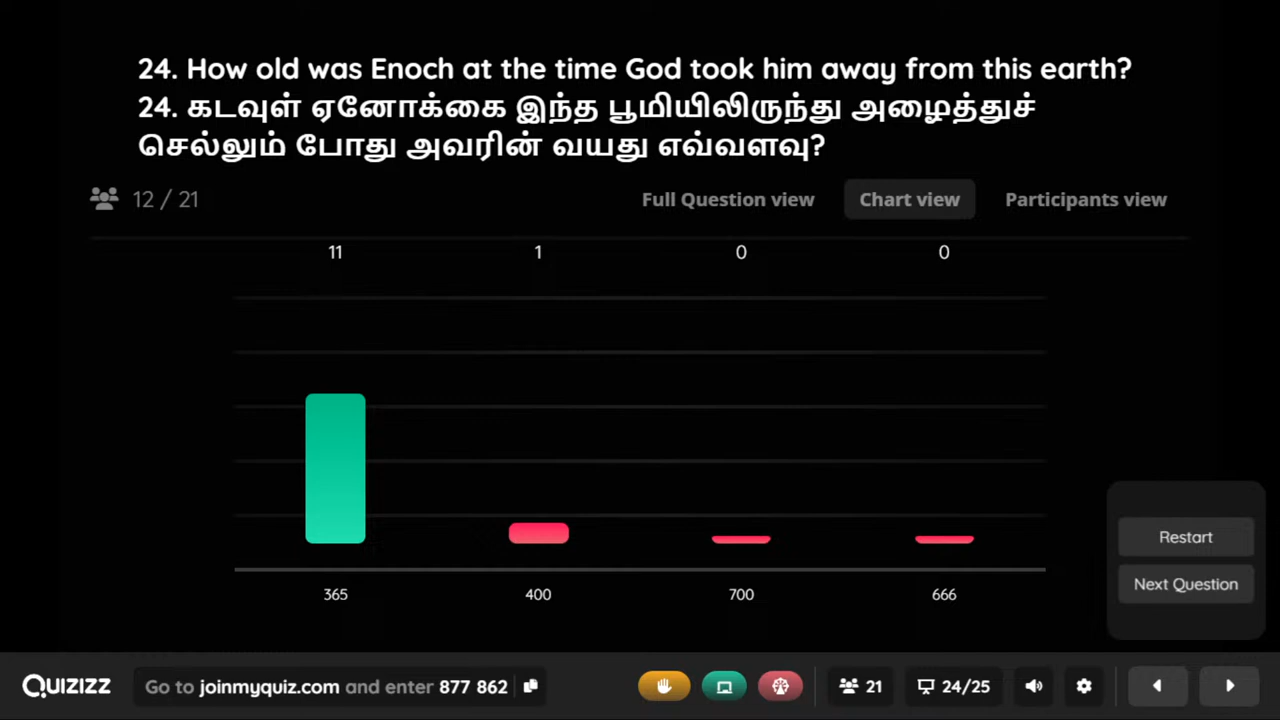 24. How old was Enoch at the time God took him away from this earth?
24. கடவுள் ஏனோக்கை இந்த பூமியிலிருந்து அழைத்துச்
செல்லும் போது அவரின் வயது எவ்வளவு?
12 / 21
Full Question view
Chart view
Participants view
11
1
0
0
365
400
700
666
Restart
Next Question
QUIZIZZ
Go to joinmyquiz.com and enter 877 862
21
24/25